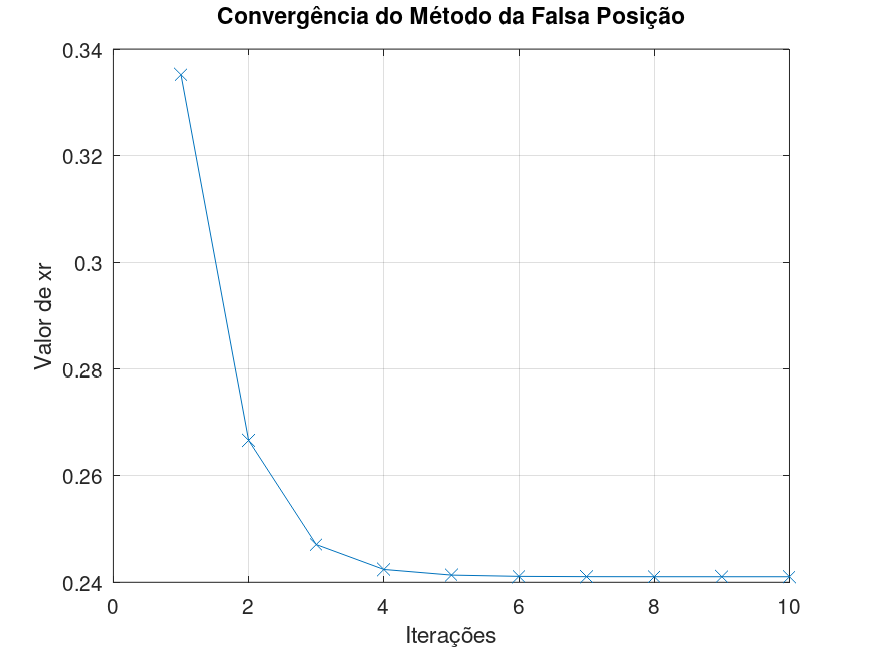 Convergência do Método da Falsa Posição
0.34
0.32
0.3
0.28
0.26
0.24
Valor de xr
0 2 4 6 8 10
Iterações